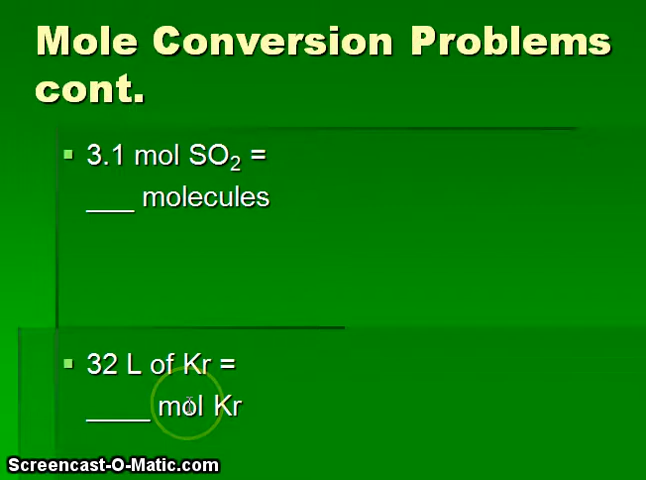 Mole Conversion Problems
cont.
3.1 mol SO₂ =
___ molecules
32 L of Kr =
____ mol Kr
Screencast-O-Matic.com